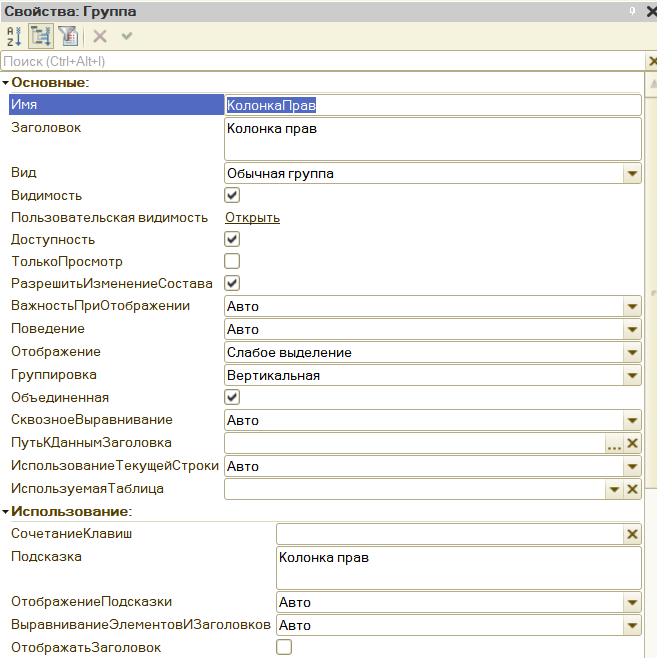 Свойства: Группа
Поиск (Ctrl+Alt+I)
Основные:
Имя КолонкаПрав
Заголовок Колонка прав
Вид Обычная группа
Видимость
Пользовательская видимость Открыть
Доступность
ТолькоПросмотр
РазрешитьИзменениеСостава
ВажностьПриОтображении Авто
Поведение Авто
Отображение Слабое выделение
Группировка Вертикальная
Объединенная
СквозноеВыравнивание Авто
ПутьКДаннымЗаголовка ...
ИспользованиеТекущейСтроки Авто
ИспользуемаяТаблица
Использование:
СочетаниеКлавиш
Подсказка Колонка прав
ОтображениеПодсказки Авто
ВыравниваниеЭлементовИЗаголовков Авто
ОтображатьЗаголовок